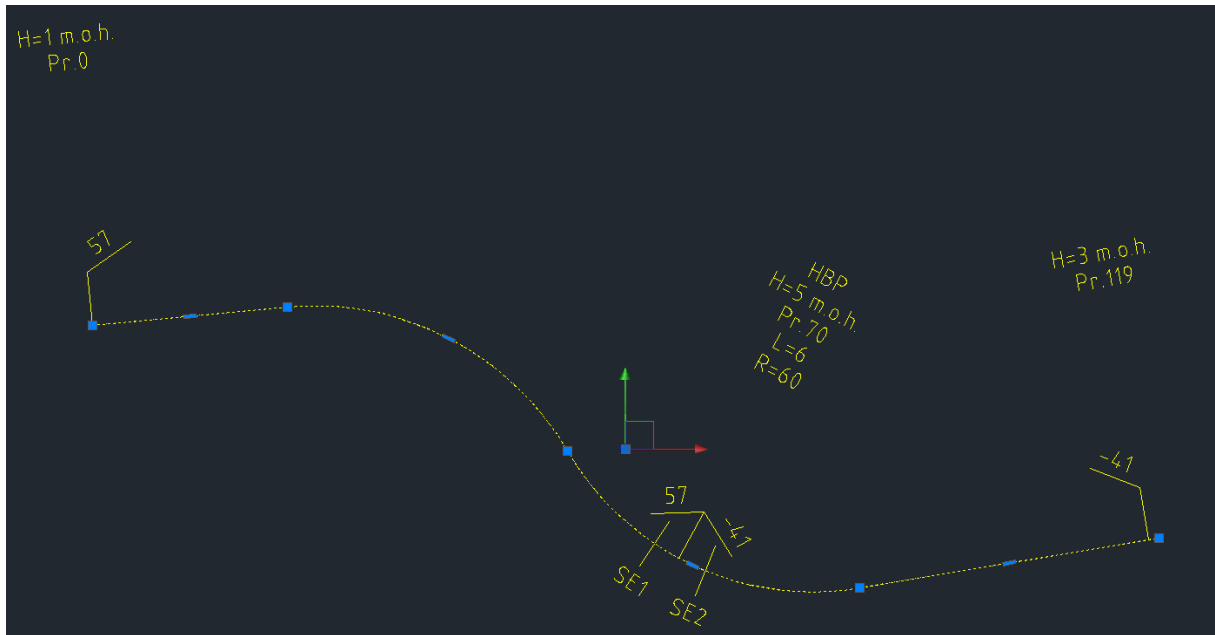 H=1 m.o.h.
Pr.0
57
HBP
H=5 m.o.h.
Pr.70
L=6
R=60
H=3 m.o.h.
Pr.119
-41
57
-41
SE1
SE2